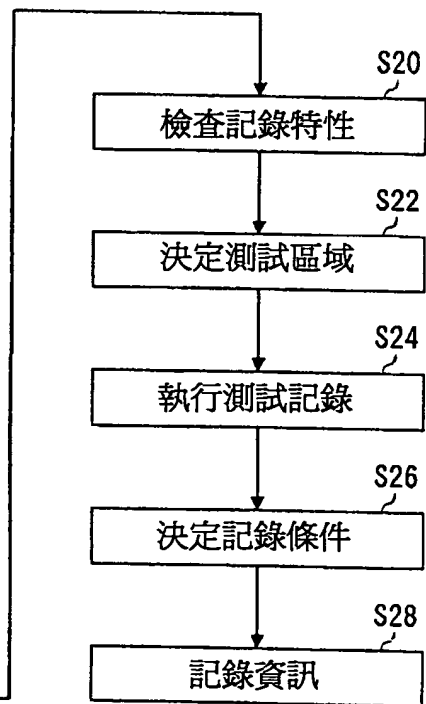 S20
檢查記錄特性
S22
決定測試區域
S24
執行測試記錄
S26
決定記錄條件
S28
記錄資訊